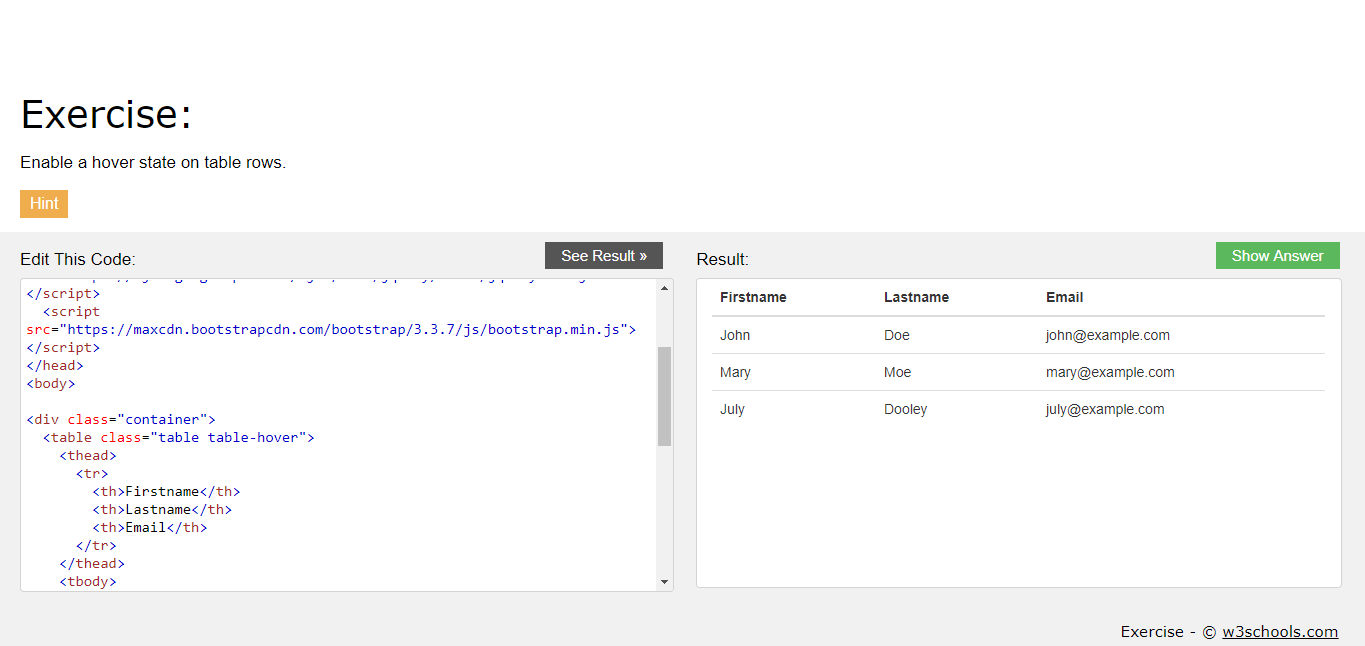 Exercise:
Enable a hover state on table rows.
Hint
Edit This Code:
See Result »
</script>
<script
src="https://maxcdn.bootstrapcdn.com/bootstrap/3.3.7/js/bootstrap.min.js">
</script>
</head>
<body>
<div class="container">
<table class="table table-hover">
<thead>
<tr>
<th>Firstname</th>
<th>Lastname</th>
<th>Email</th>
</tr>
</thead>
<tbody>
Result:
Show Answer
Firstname Lastname Email
John Doe john@example.com
Mary Moe mary@example.com
July Dooley july@example.com
Exercise - © w3schools.com